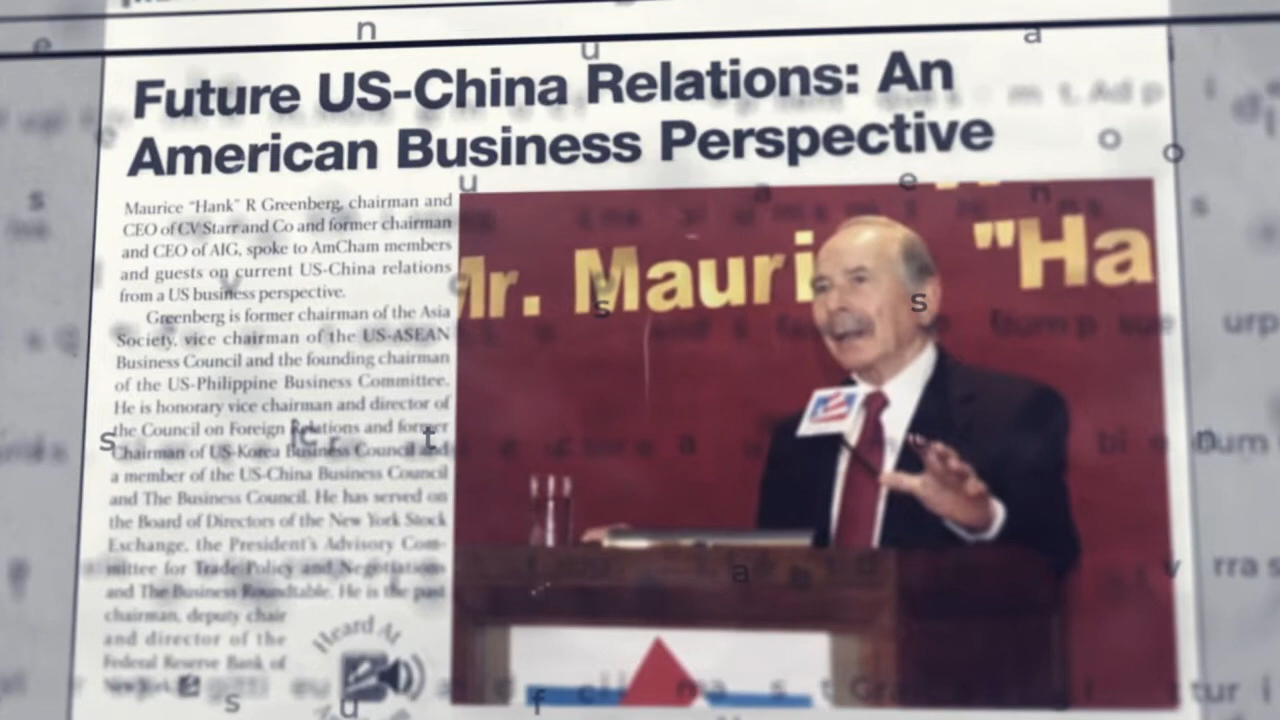 Future US-China Relations: An
American Business Perspective
Maurice "Hank" R Greenberg, chairman and
CEO of CV Starr and Co and former chairman
and CEO of AIG, spoke to AmCham members
and guests on current US-China relations
from a US business perspective.
Greenberg is former chairman of the Asia
Society, vice chairman of the US-ASEAN
Business Council and the founding chairman
of the US-Philippine Business Committee.
He is honorary vice chairman and director of
the Council on Foreign Relations and former
Chairman of US-Korea Business Council and
a member of the US-China Business Council
and The Business Council. He has served on
the Board of Directors of the New York Stock
Exchange, the President's Advisory Com-
mittee for Trade Policy and Negotiations
and The Business Roundtable. He is the past
chairman, deputy chair
and director of the
Federal Reserve Bank of
New York.
Heard At
Mr. Mauri "Ha